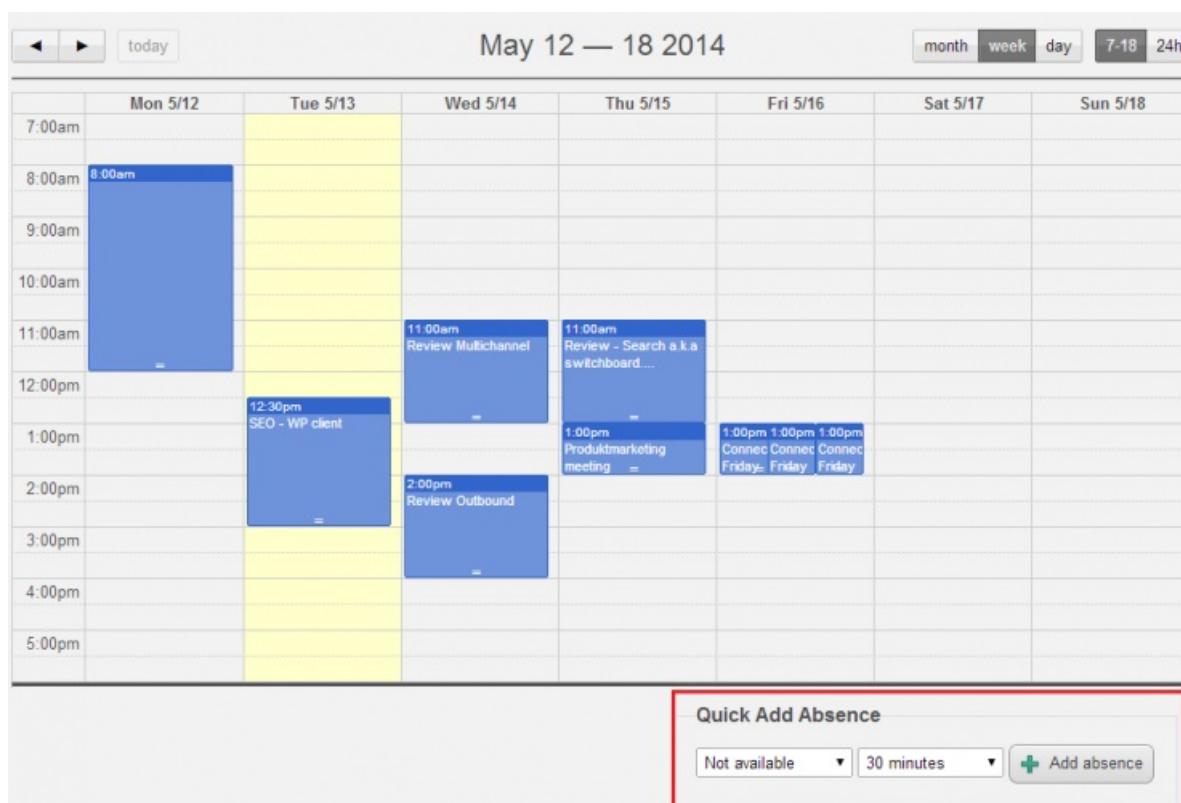 ◄ ► today May 12 — 18 2014 month week day 7-18 24h
Mon 5/12 Tue 5/13 Wed 5/14 Thu 5/15 Fri 5/16 Sat 5/17 Sun 5/18
7:00am
8:00am 8:00am
9:00am
10:00am
11:00am 11:00am 11:00am
Review Multichannel Review - Search a.k.a
switchboard....
12:00pm
12:30pm
SEO - WP client
1:00pm 1:00pm 1:00pm 1:00pm 1:00pm
Produktmarketing Connec Connec Connec
meeting Friday Friday Friday
2:00pm 2:00pm
Review Outbound
3:00pm
4:00pm
5:00pm
Quick Add Absence
Not available 30 minutes Add absence